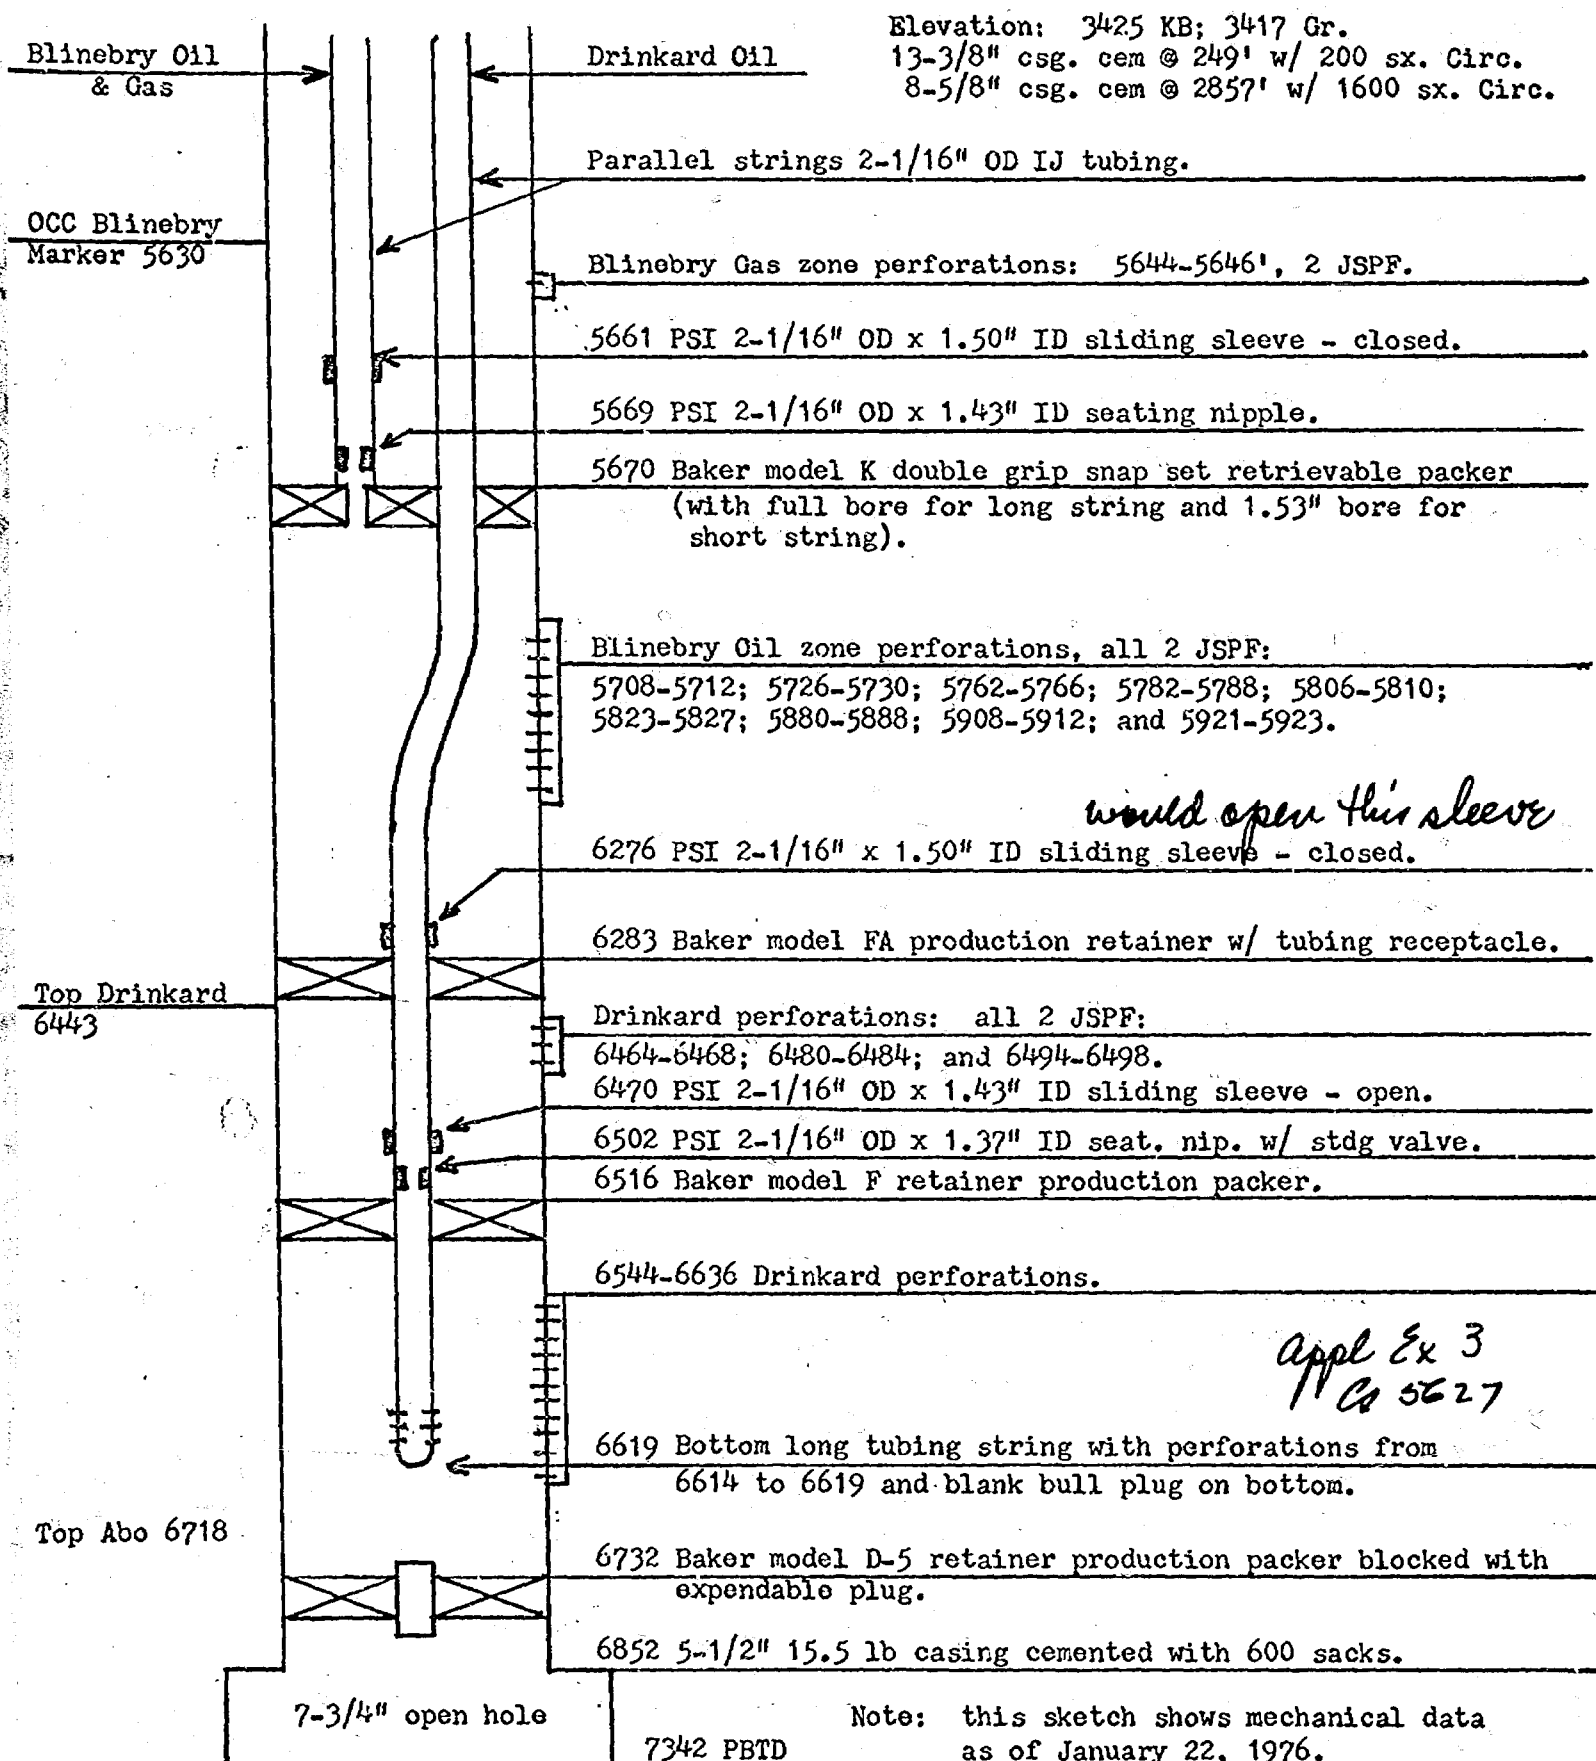 Elevation: 3425 KB; 3417 Gr.
13-3/8" csg. cem @ 249' w/ 200 sx. Circ.
8-5/8" csg. cem @ 2857' w/ 1600 sx. Circ.
Blinebry Oil
& Gas
Drinkard Oil
Parallel strings 2-1/16" OD IJ tubing.
OCC Blinebry
Marker 5630
Blinebry Gas zone perforations: 5644-5646', 2 JSPF.
5661 PSI 2-1/16" OD x 1.50" ID sliding sleeve - closed.
5669 PSI 2-1/16" OD x 1.43" ID seating nipple.
5670 Baker model K double grip snap set retrievable packer
(with full bore for long string and 1.53" bore for
short string).
Blinebry Oil zone perforations, all 2 JSPF:
5708-5712; 5726-5730; 5762-5766; 5782-5788; 5806-5810;
5823-5827; 5880-5888; 5908-5912; and 5921-5923.
would open this sleeve
6276 PSI 2-1/16" x 1.50" ID sliding sleeve - closed.
6283 Baker model FA production retainer w/ tubing receptacle.
Top Drinkard
6443
Drinkard perforations: all 2 JSPF:
6464-6468; 6480-6484; and 6494-6498.
6470 PSI 2-1/16" OD x 1.43" ID sliding sleeve - open.
6502 PSI 2-1/16" OD x 1.37" ID seat. nip. w/ stdg valve.
6516 Baker model F retainer production packer.
6544-6636 Drinkard perforations.
Appl Ex 3
Cs 5627
6619 Bottom long tubing string with perforations from
6614 to 6619 and blank bull plug on bottom.
Top Abo 6718
6732 Baker model D-5 retainer production packer blocked with
expendable plug.
6852 5-1/2" 15.5 lb casing cemented with 600 sacks.
7-3/4" open hole
7342 PBTD
Note: this sketch shows mechanical data
as of January 22, 1976.